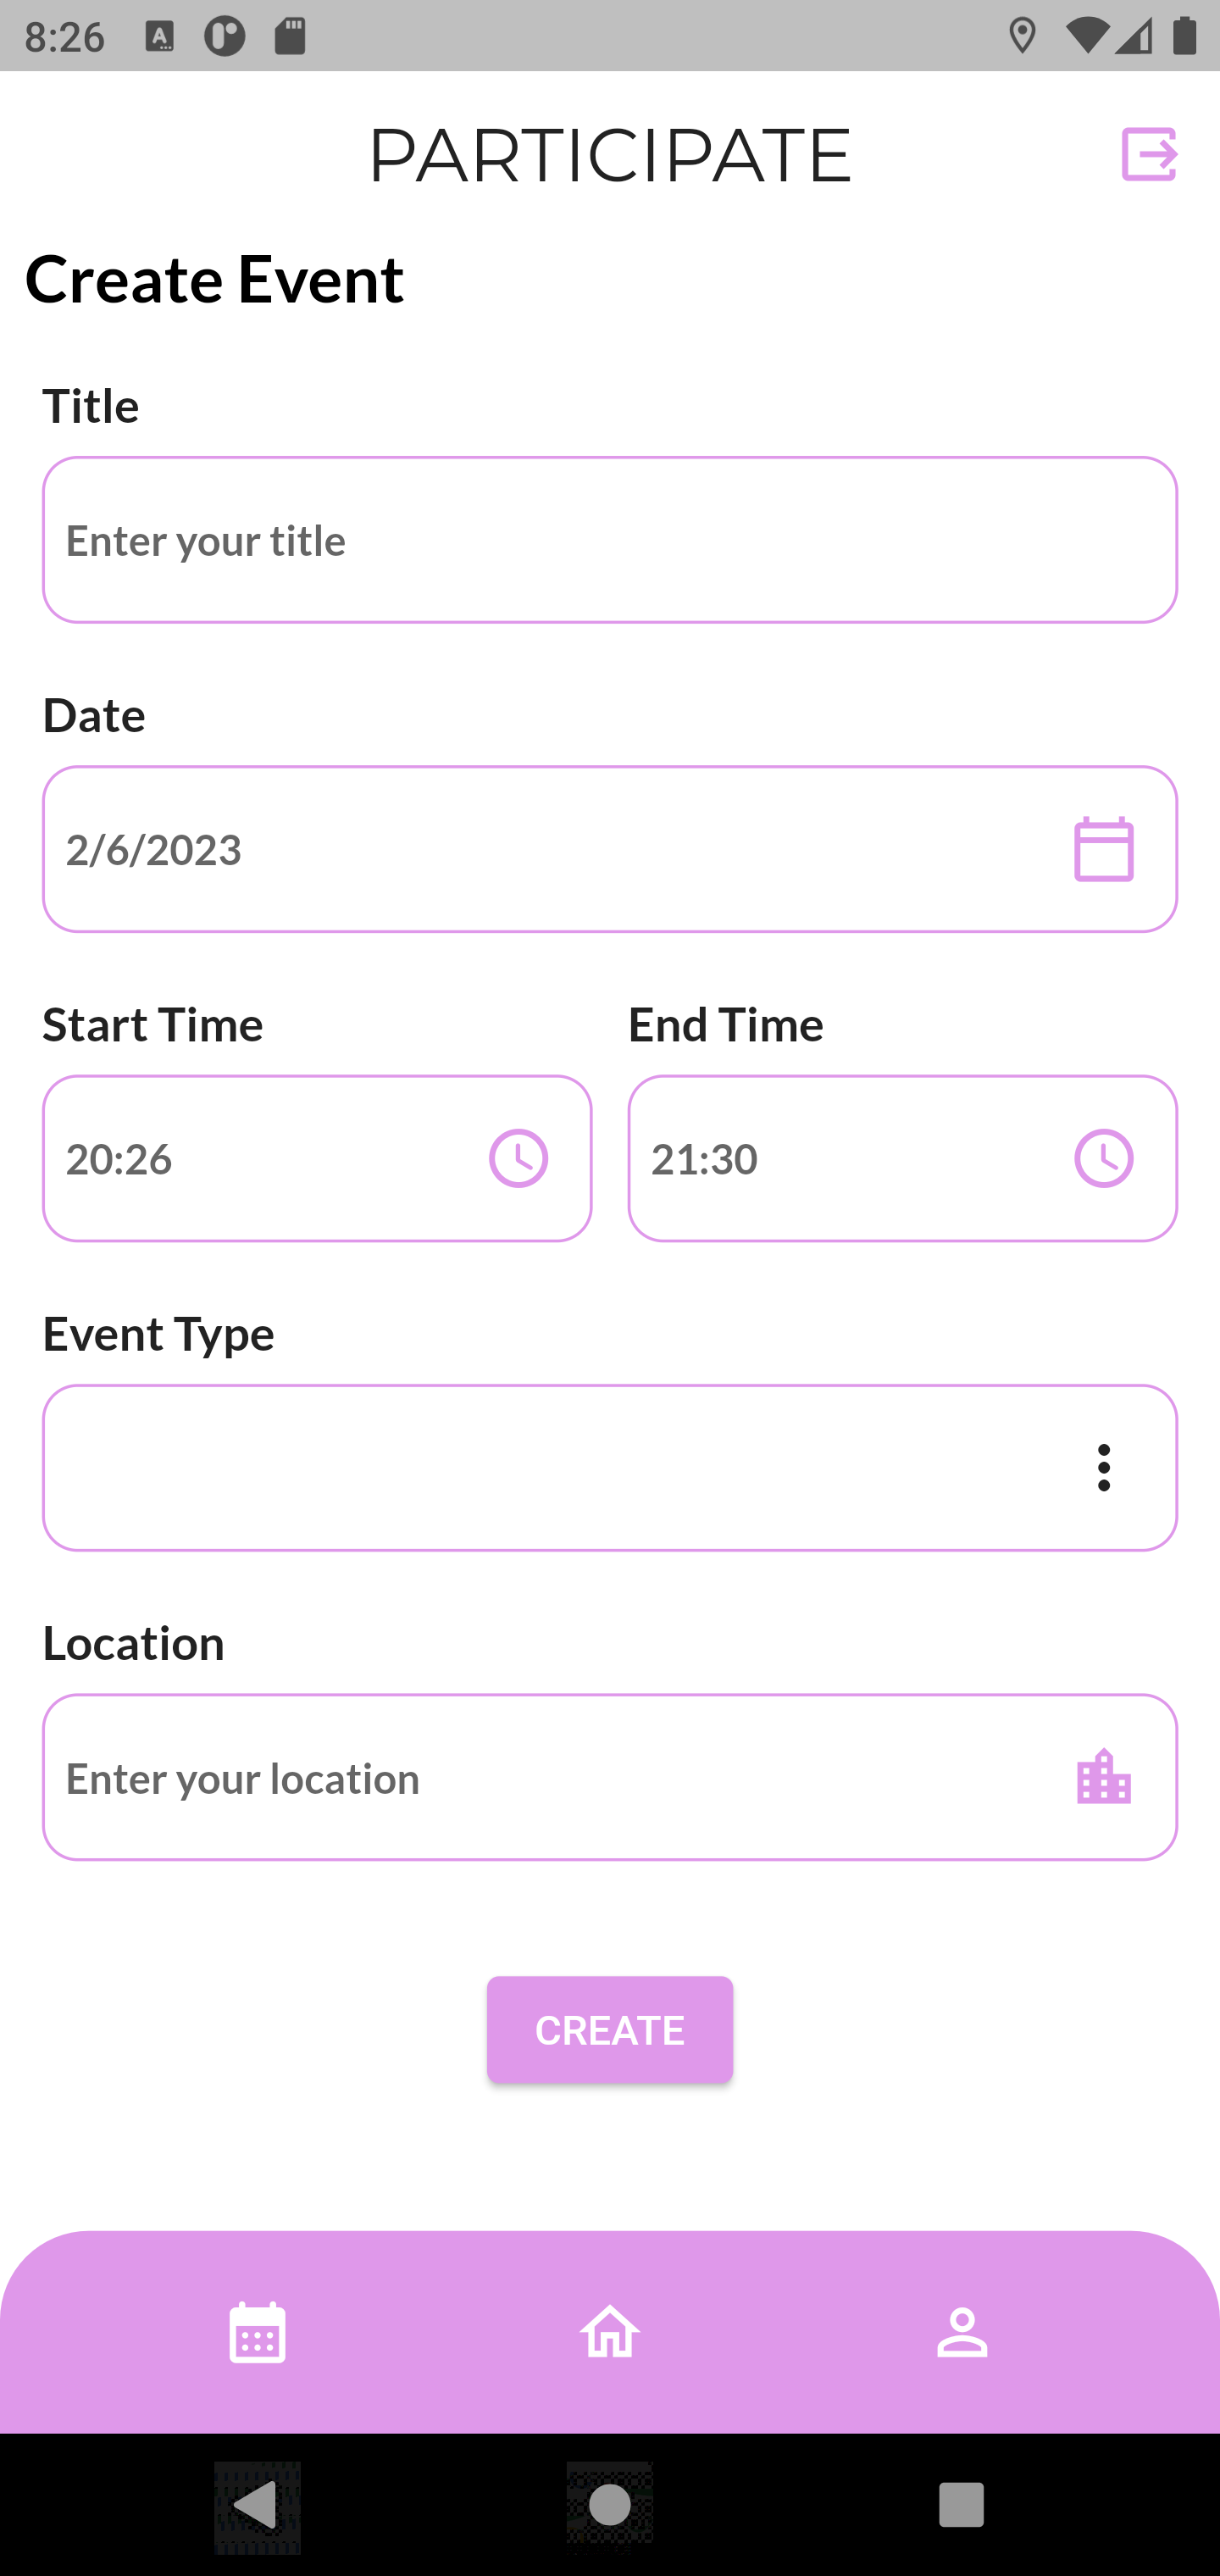 8:26
PARTICIPATE
Create Event
Title
Enter your title
Date
2/6/2023
Start Time End Time
20:26 21:30
Event Type
Location
Enter your location
CREATE